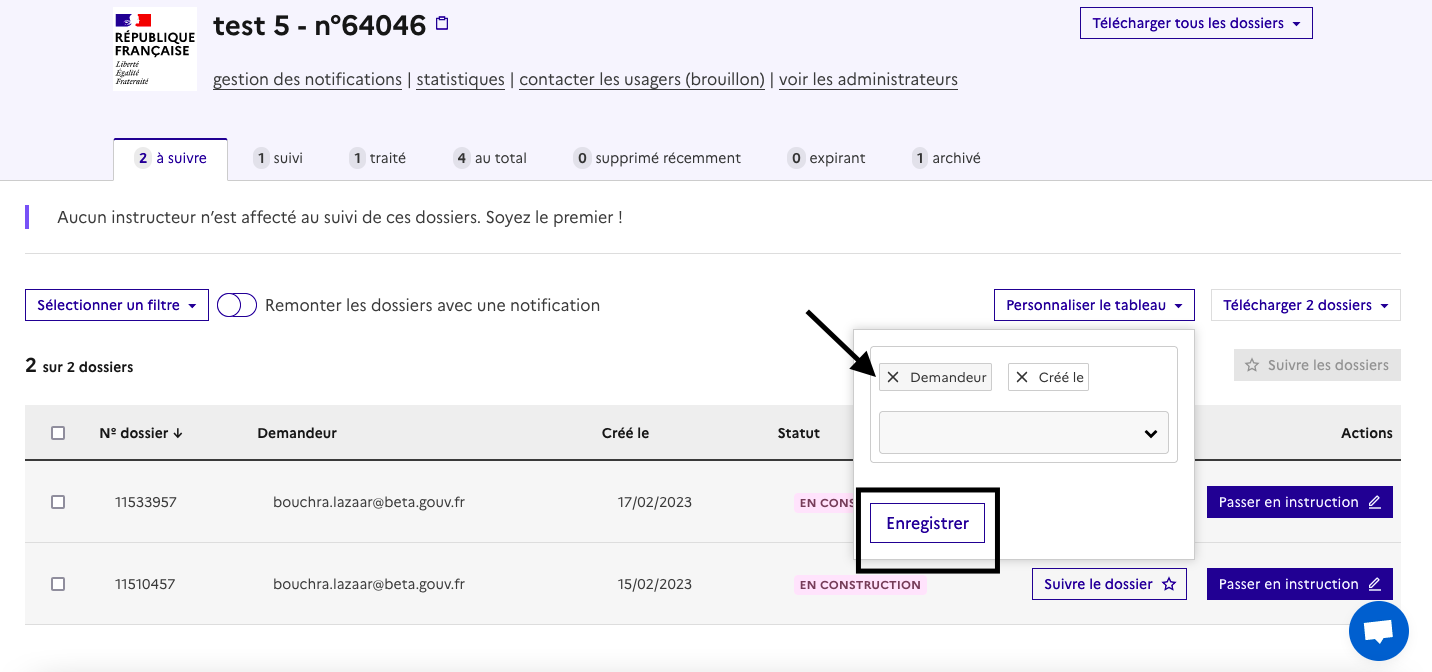 RÉPUBLIQUE
FRANÇAISE
Liberté
Égalité
Fraternité
test 5 - n°64046
Télécharger tous les dossiers
gestion des notifications | statistiques | contacter les usagers (brouillon) | voir les administrateurs
2 à suivre 1 suivi 1 traité 4 au total 0 supprimé récemment 0 expirant 1 archivé
Aucun instructeur n'est affecté au suivi de ces dossiers. Soyez le premier !
Sélectionner un filtre Remonter les dossiers avec une notification Personnaliser le tableau Télécharger 2 dossiers
2 sur 2 dossiers Suivre les dossiers
Demandeur Créé le
Nº dossier ↓ Demandeur Créé le Statut Actions
11533957 bouchra.lazaar@beta.gouv.fr 17/02/2023 EN CONS Passer en instruction
Enregistrer
11510457 bouchra.lazaar@beta.gouv.fr 15/02/2023 EN CONSTRUCTION Suivre le dossier Passer en instruction